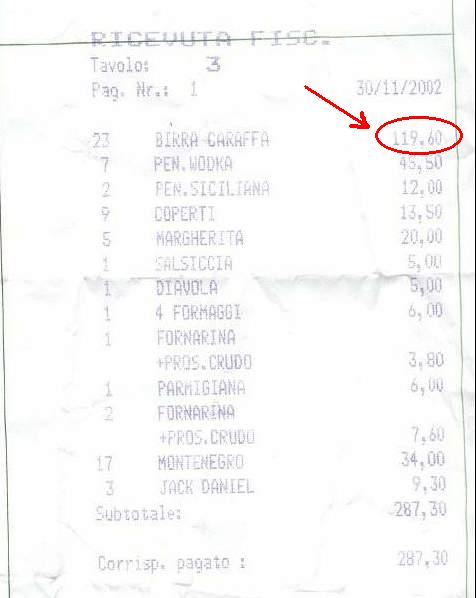 RICEVUTA FISC.
Tavolo: 3
Pag. Nr.: 1 30/11/2002
23 BIRRA CARAFFA 119,60
7 PEN.WODKA 45,50
2 PEN.SICILIANA 12,00
9 COPERTI 13,50
5 MARGHERITA 20,00
1 SALSICCIA 5,00
1 DIAVOLA 5,00
1 4 FORMAGGI 6,00
1 FORNARINA
+PROS.CRUDO 3,80
1 PARMIGIANA 6,00
2 FORNARINA
+PROS.CRUDO 7,60
17 MONTENEGRO 34,00
3 JACK DANIEL 9,30
Subtotale: 287,30
Corrisp. pagato : 287,30